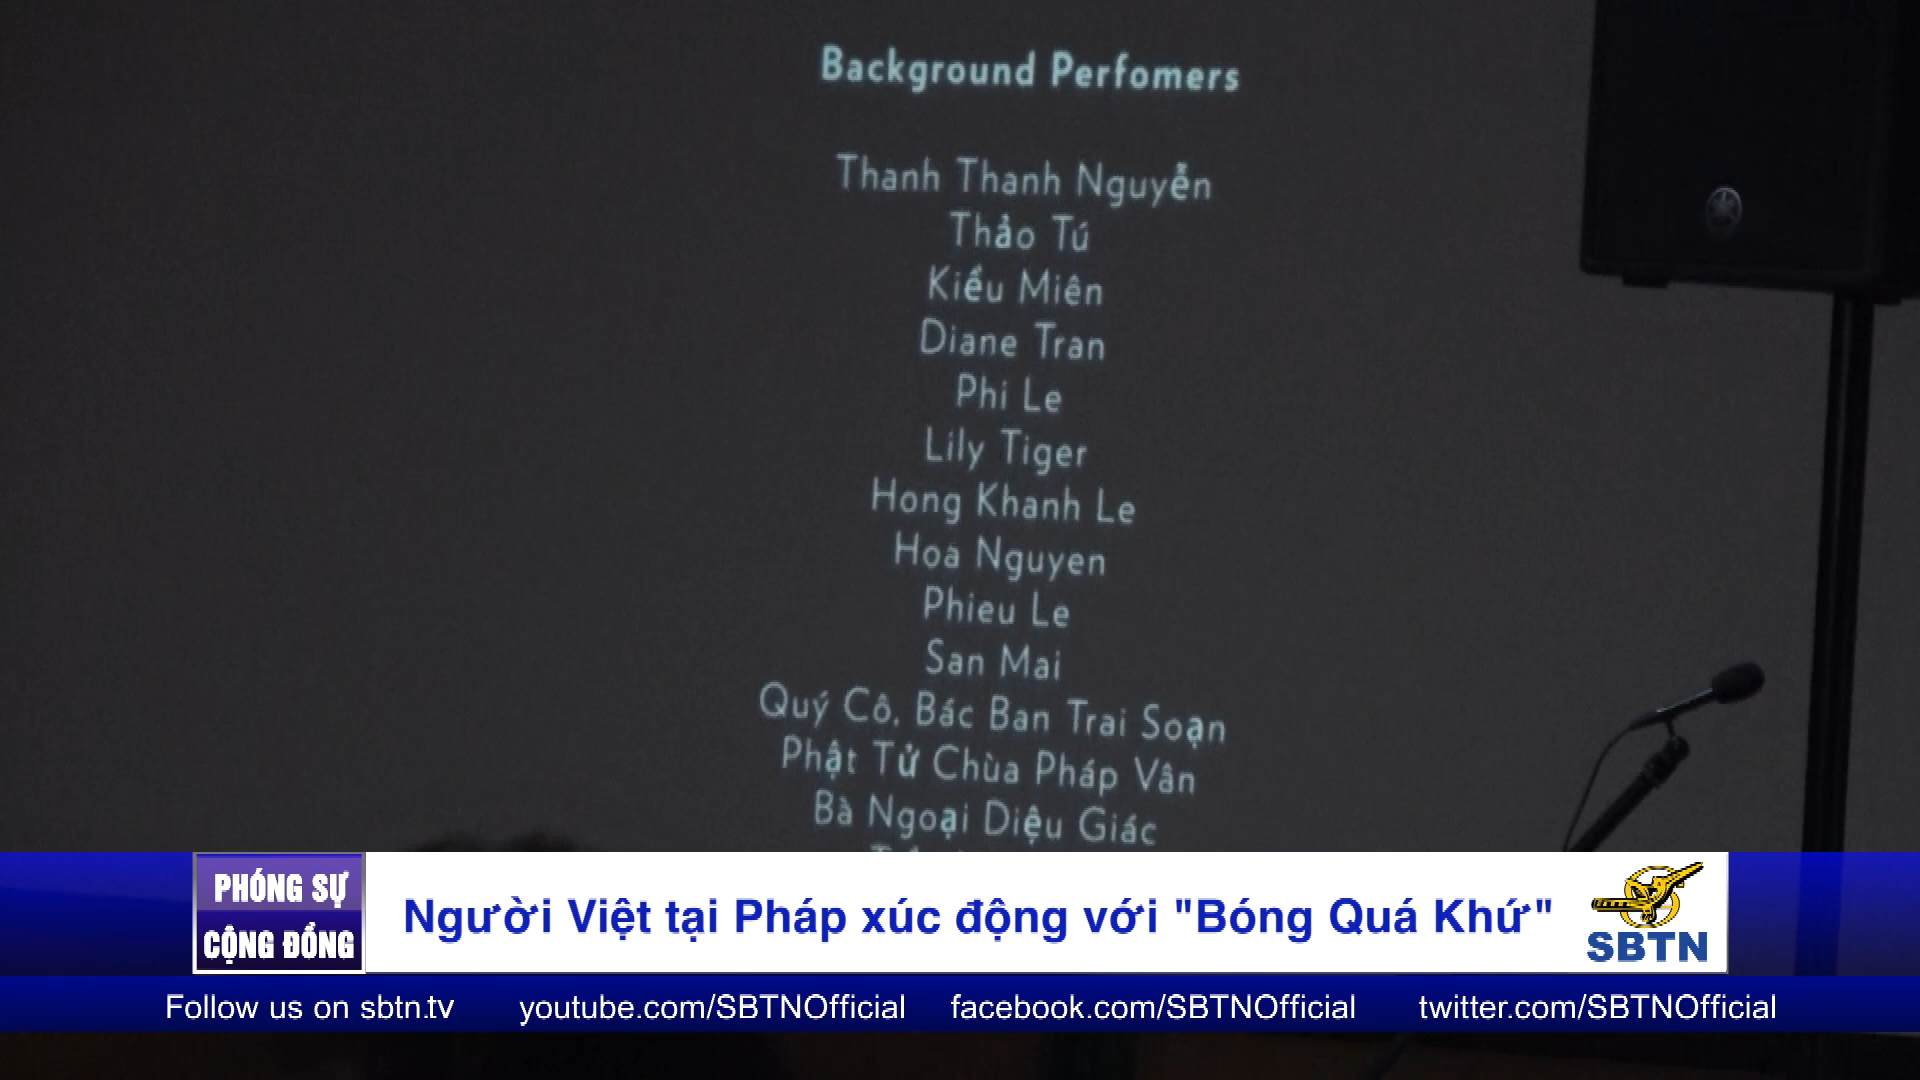 Background Perfomers
Thanh Thanh Nguyễn
Thảo Tú
Kiểu Miên
Diane Tran
Phi Le
Lily Tiger
Hong Khanh Le
Hoa Nguyen
Phieu Le
San Mai
Quý Cô, Bác Ban Trai Soạn
Phật Tử Chùa Pháp Vân
Bà Ngoại Diệu Giác
PHÓNG SỰ
CỘNG ĐỒNG
Người Việt tại Pháp xúc động với "Bóng Quá Khứ"
SBTN
Follow us on sbtn.tv youtube.com/SBTNOfficial facebook.com/SBTNOfficial twitter.com/SBTNOfficial